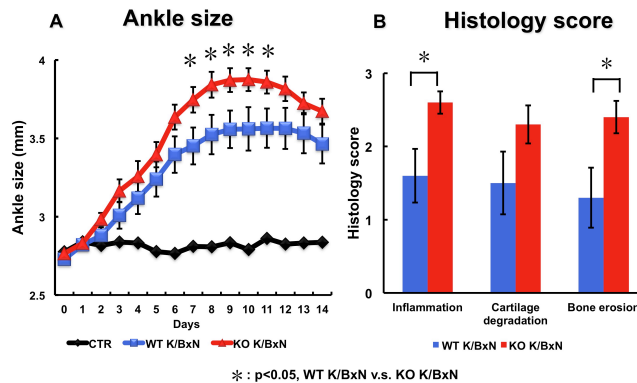 A Ankle size
Ankle size (mm)
4
3.5
3
2.5
* * * * *
0 1 2 3 4 5 6 7 8 9 10 11 12 13 14
Days
CTR WT K/BxN KO K/BxN
B Histology score
Histology score
3
2
1
0
* *
Inflammation Cartilage degradation Bone erosion
WT K/BxN KO K/BxN
* : p<0.05, WT K/BxN v.s. KO K/BxN